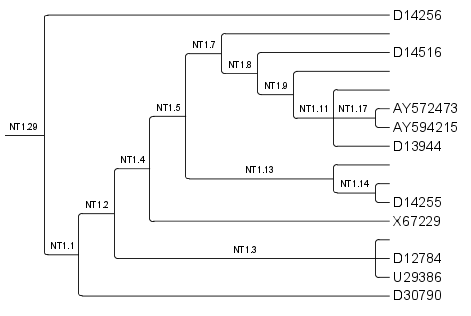 D14256
NT1.7
D14516
NT1.8
NT1.9
NT1.5
NT1.11
NT1.17
AY572473
AY594215
NT1.29
D13944
NT1.4
NT1.13
NT1.14
D14255
NT1.2
X67229
NT1.1
NT1.3
D12784
U29386
D30790